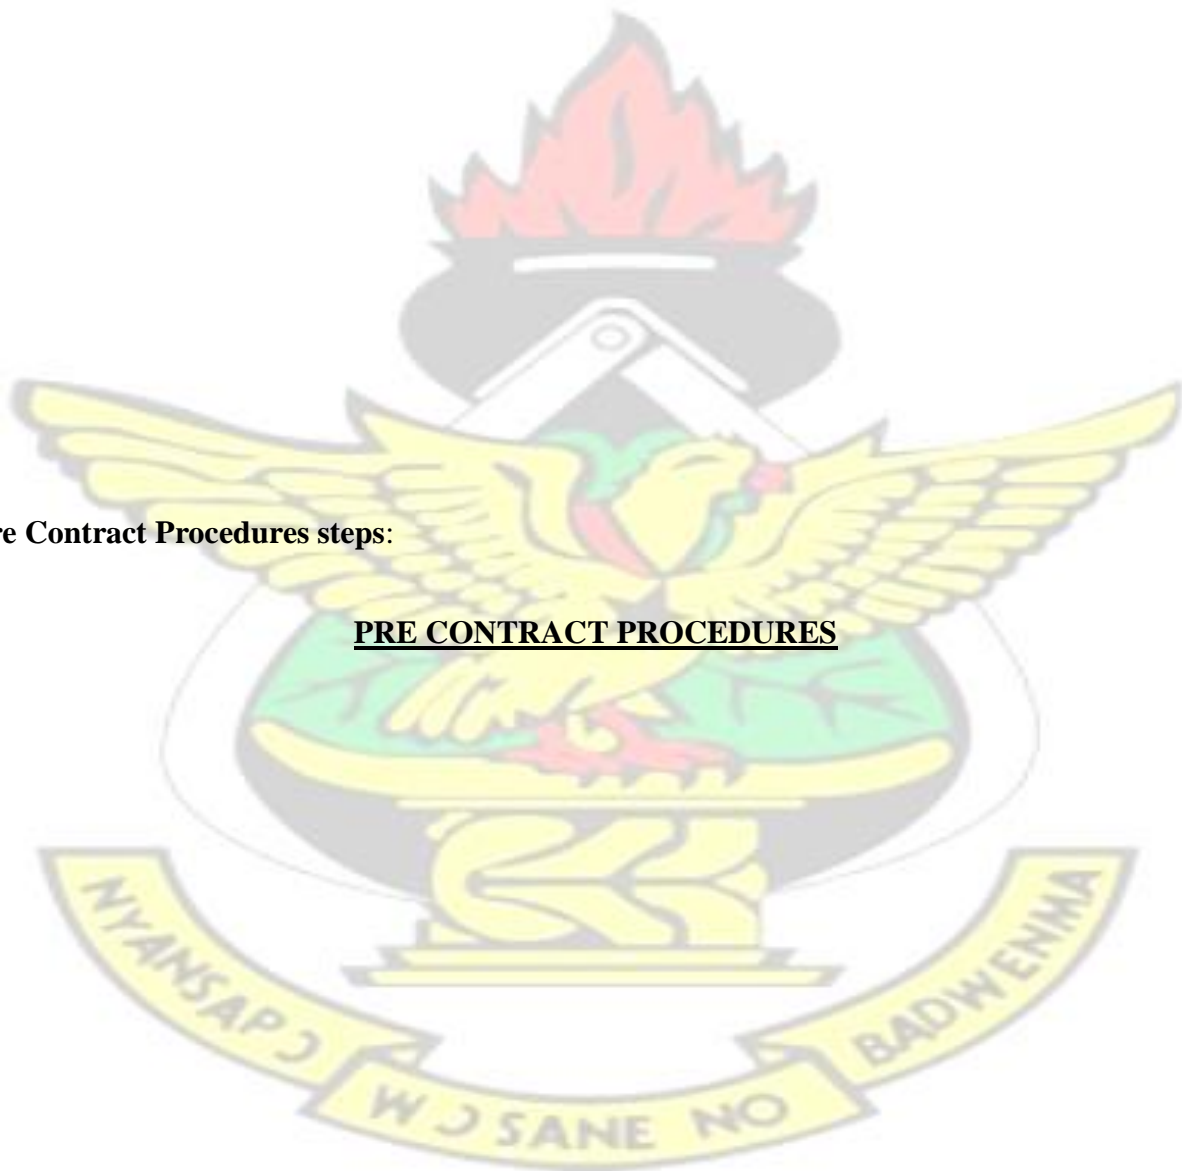 re Contract Procedures steps:
PRE CONTRACT PROCEDURES
NYANSAPƆ
WƆSANE NO
BADWENMA